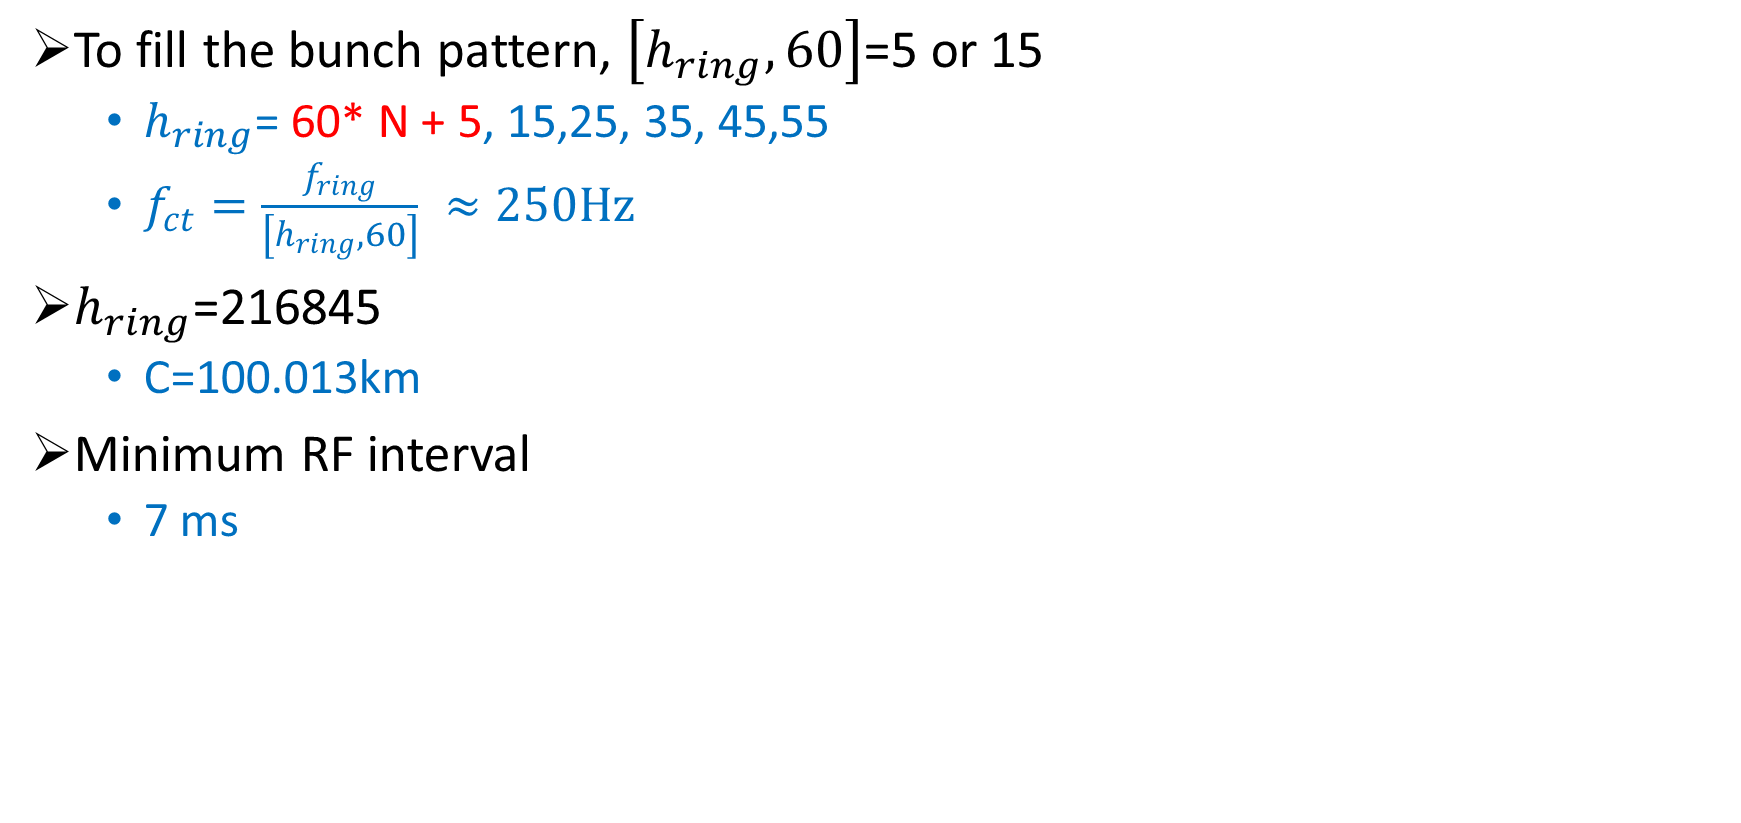 ➢To fill the bunch pattern, [h_ring, 60]=5 or 15
• h_ring= 60* N + 5, 15,25, 35, 45,55
• f_ct = f_ring / [h_ring,60] ≈ 250Hz
➢h_ring=216845
• C=100.013km
➢Minimum RF interval
• 7 ms